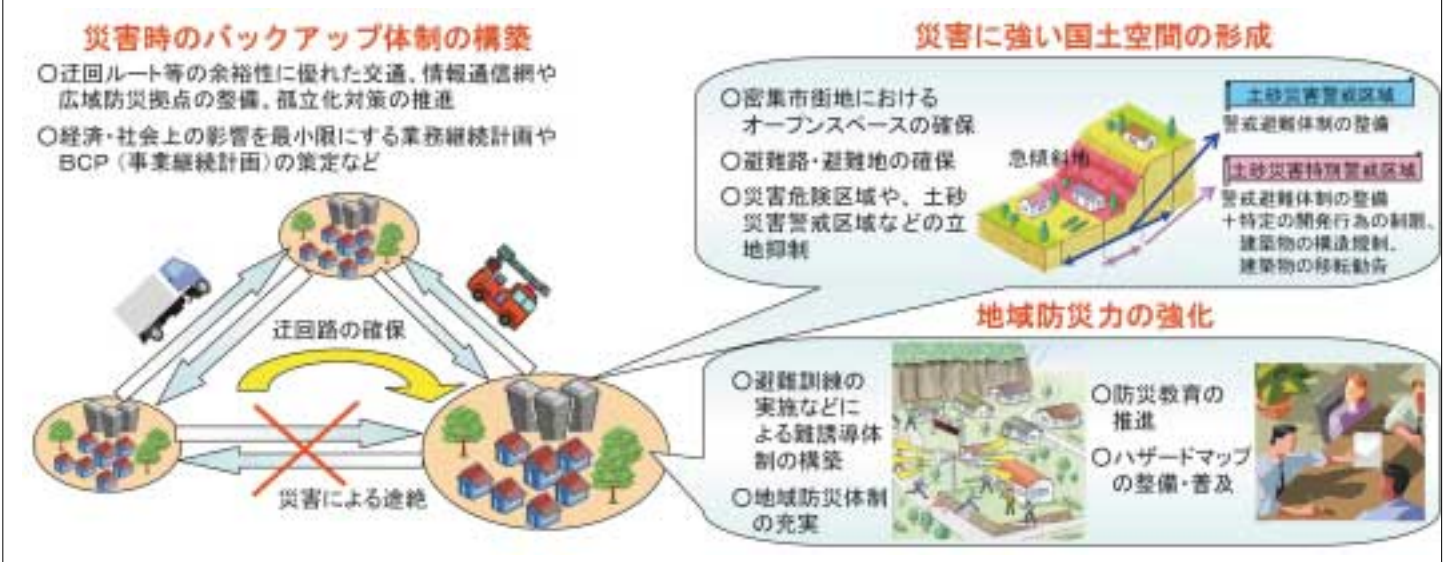 災害時のバックアップ体制の構築
○迂回ルート等の余裕性に優れた交通、情報通信網や
広域防災拠点の整備、孤立化対策の推進
○経済・社会上の影響を最小限にする業務継続計画や
BCP（事業継続計画）の策定など
迂回路の確保
災害による途絶
災害に強い国土空間の形成
○密集市街地における
オープンスペースの確保
○避難路・避難地の確保
○災害危険区域や、土砂
災害警戒区域などの立
地抑制
急傾斜地
土砂災害警戒区域
警戒避難体制の整備
土砂災害特別警戒区域
警戒避難体制の整備
＋特定の開発行為の制限、
建築物の構造規制、
建築物の移転勧告
地域防災力の強化
○避難訓練の
実施などに
よる難誘導体
制の構築
○地域防災体制
の充実
○防災教育の
推進
○ハザードマップ
の整備・普及